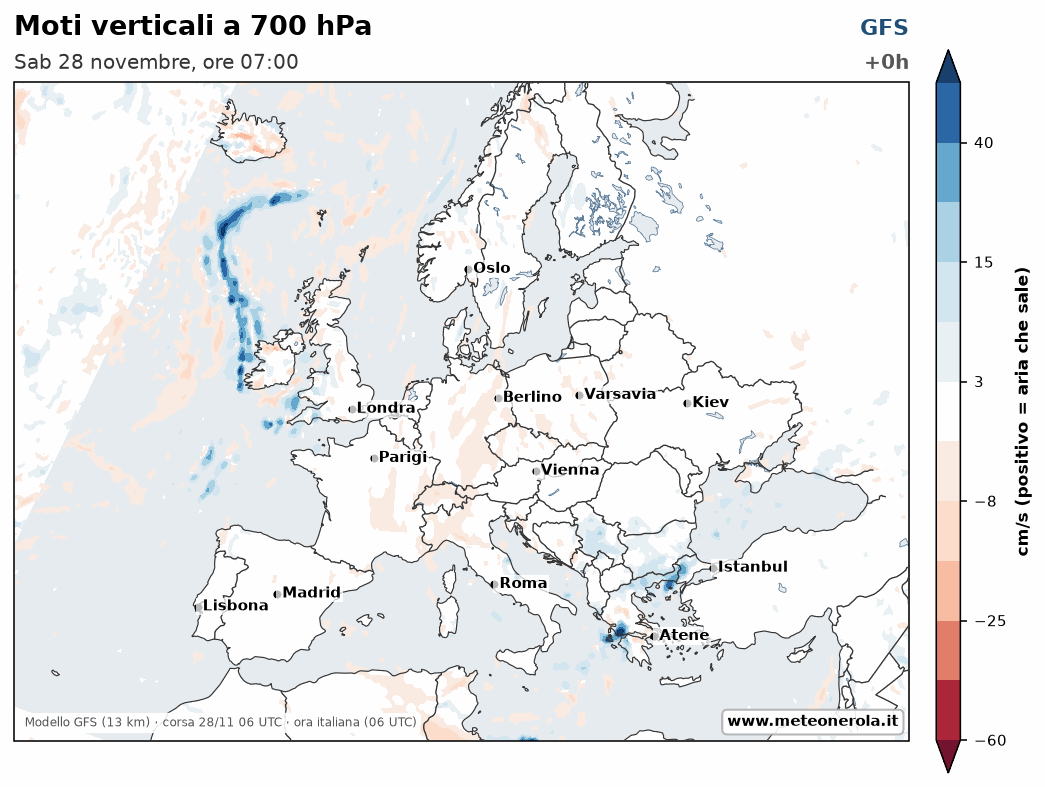 Moti verticali a 700 hPa
GFS
Sab 28 novembre, ore 07:00
+0h
40
15
3
−8
−25
−60
cm/s (positivo = aria che sale)
Oslo
Berlino
Varsavia
Kiev
Londra
Parigi
Vienna
Istanbul
Roma
Madrid
Lisbona
Atene
Modello GFS (13 km) · corsa 28/11 06 UTC · ora italiana (06 UTC)
www.meteonerola.it